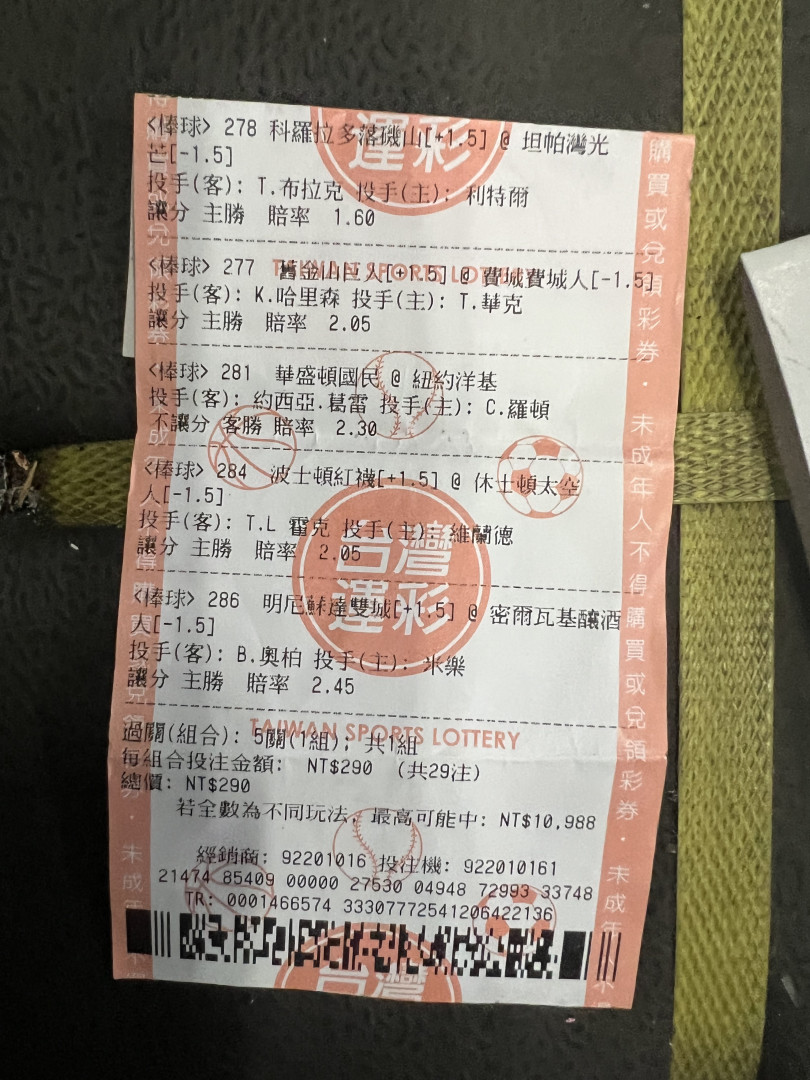 <棒球> 278 科羅拉多落磯山[+1.5] @ 坦帕灣光
芒[-1.5]
投手(客): T.布拉克 投手(主): 利特爾
讓分 主勝 賠率 1.60
<棒球> 277 舊金山巨人[+1.5] @ 費城費城人[-1.5]
投手(客): K.哈里森 投手(主): T.華克
讓分 主勝 賠率 2.05
<棒球> 281 華盛頓國民 @ 紐約洋基
投手(客): 約西亞.葛雷 投手(主): C.羅頓
不讓分 客勝 賠率 2.30
<棒球> 284 波士頓紅襪[+1.5] @ 休士頓太空
人[-1.5]
投手(客): T.L 霍克 投手(主): 維蘭德
讓分 主勝 賠率 2.05
<棒球> 286 明尼蘇達雙城[+1.5] @ 密爾瓦基釀酒
人[-1.5]
投手(客): B.奧柏 投手(主): 米樂
讓分 主勝 賠率 2.45
過關(組合): 5關(1組); 共1組
每組合投注金額: NT$290 (共29注)
總價: NT$290
若全數為不同玩法, 最高可能中: NT$10,988
經銷商: 92201016 投注機: 922010161
21474 85409 00000 27530 04948 72993 33748
TR: 0001466574 33307772541206422136
運彩
TAIWAN SPORTS LOTTERY
台灣
運彩
TAIWAN SPORTS LOTTERY
台灣
購買或兌領彩券．未成年人不得購買或兌領彩券．未成年